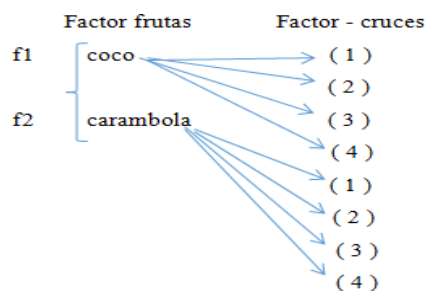 Factor frutas Factor - cruces
f1 coco ( 1 )
( 2 )
f2 carambola ( 3 )
( 4 )
( 1 )
( 2 )
( 3 )
( 4 )